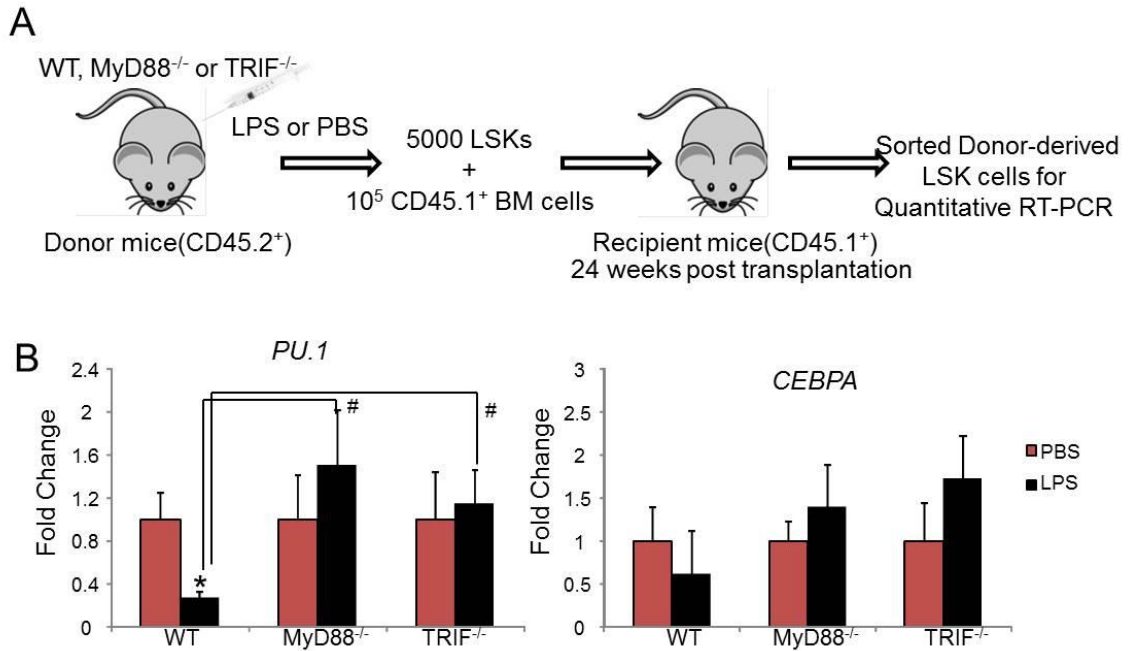 A
WT, MyD88-/- or TRIF-/-
LPS or PBS
5000 LSKs
+
10⁵ CD45.1⁺ BM cells
Sorted Donor-derived
LSK cells for
Quantitative RT-PCR
Donor mice(CD45.2⁺)
Recipient mice(CD45.1⁺)
24 weeks post transplantation
B
PU.1
Fold Change
2.4
2
1.6
1.2
0.8
0.4
0
*
#
#
WT
MyD88-/-
TRIF-/-
CEBPA
Fold Change
3
2.5
2
1.5
1
0.5
0
WT
MyD88-/-
TRIF-/-
PBS
LPS